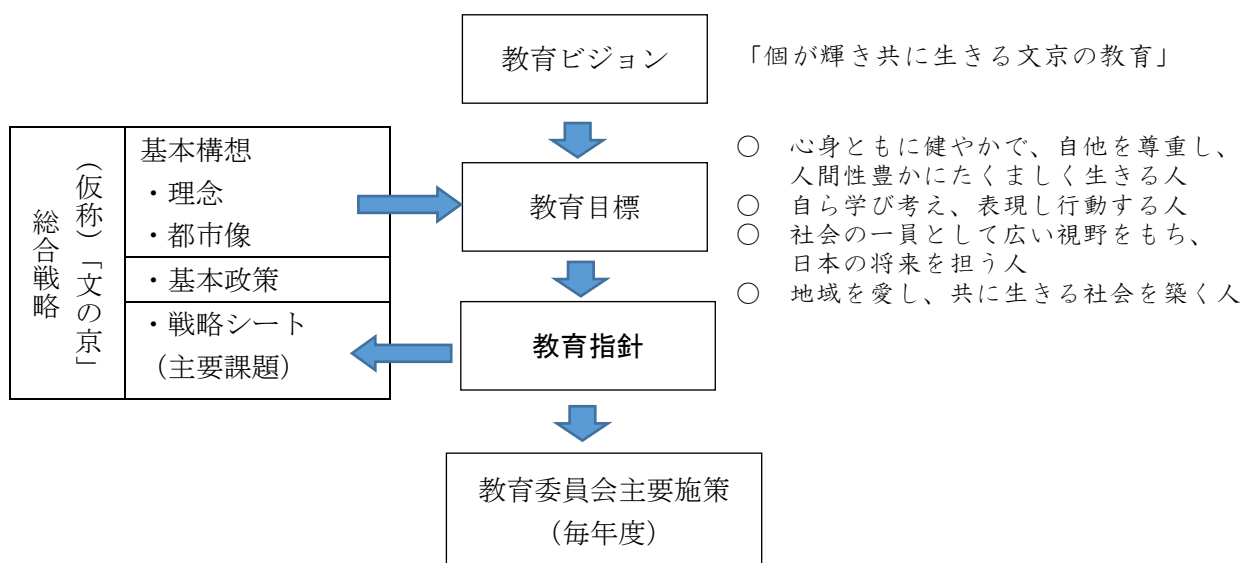 教育ビジョン
「個が輝き共に生きる文京の教育」
(仮称)「文の京」
総合戦略
基本構想
・理念
・都市像
・基本政策
・戦略シート
(主要課題)
教育目標
○ 心身ともに健やかで、自他を尊重し、
人間性豊かにたくましく生きる人
○ 自ら学び考え、表現し行動する人
○ 社会の一員として広い視野をもち、
日本の将来を担う人
○ 地域を愛し、共に生きる社会を築く人
教育指針
教育委員会主要施策
(毎年度)